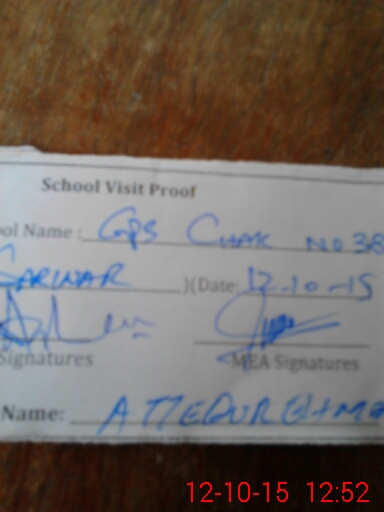 School Visit Proof
ool Name: GPS CHAK No 38
SARWAR )(Date: 12-10-15
Signatures MEA Signatures
Name:
12-10-15 12:52